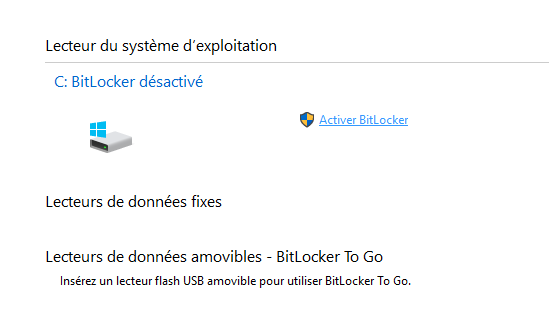 Lecteur du système d’exploitation
C: BitLocker désactivé
Activer BitLocker
Lecteurs de données fixes
Lecteurs de données amovibles - BitLocker To Go
Insérez un lecteur flash USB amovible pour utiliser BitLocker To Go.